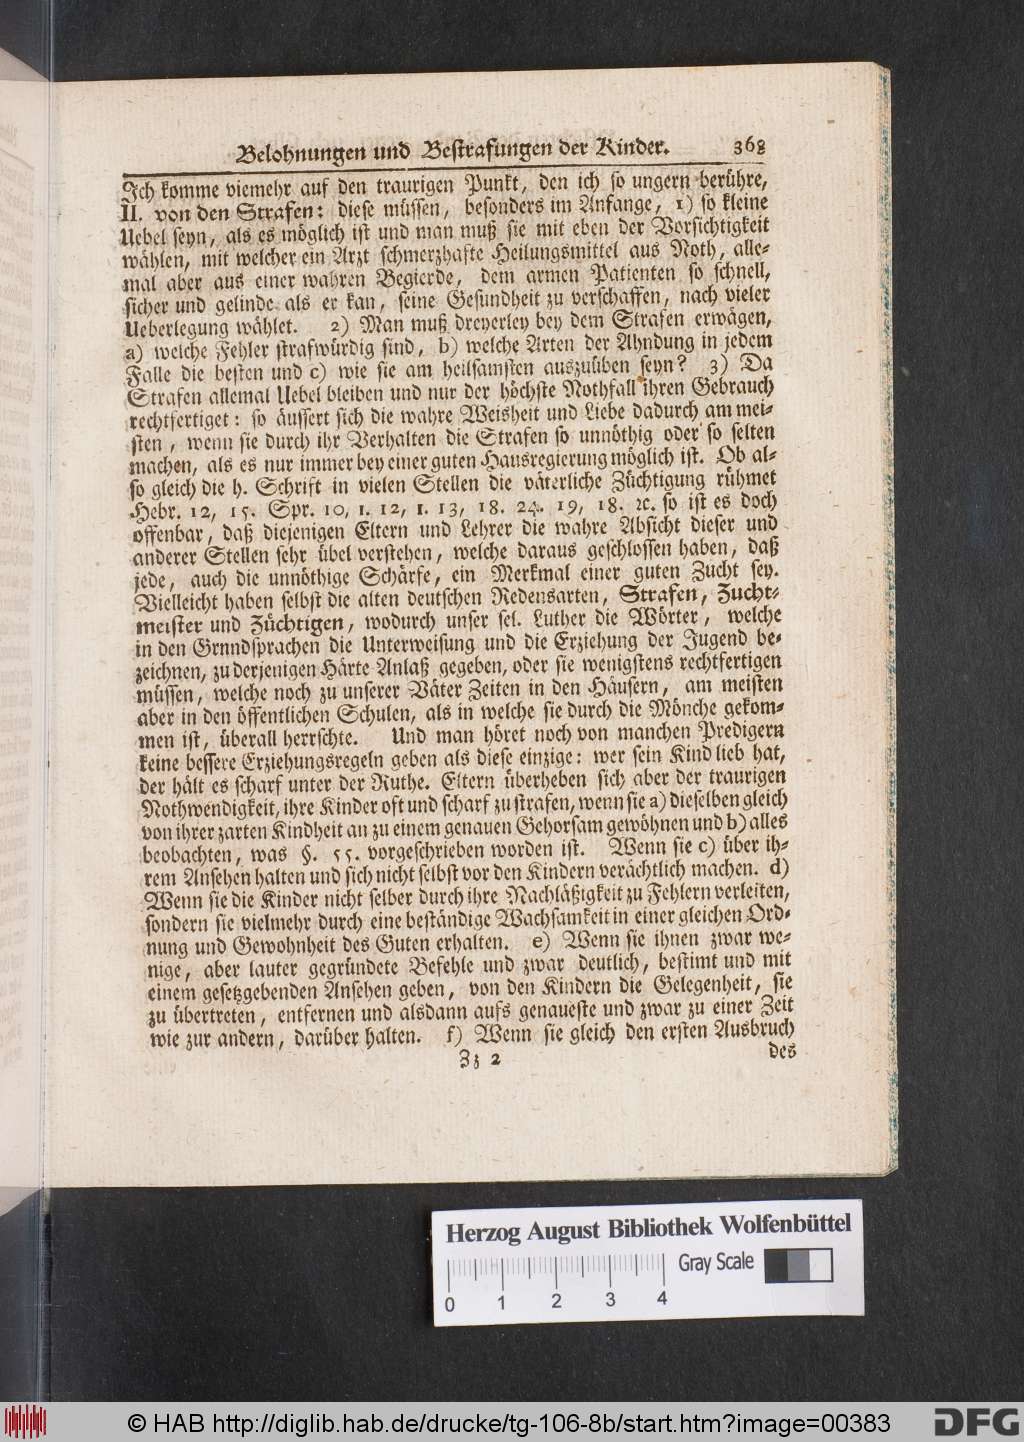 Belohnungen und Bestrafungen der Kinder. 368
Ich komme viemehr auf den traurigen Punkt, den ich so ungern berühre,
II. von den Strafen: diese müssen, besonders im Anfange, 1) so kleine
Uebel seyn, als es möglich ist und man muß sie mit eben der Vorsichtigkeit
wählen, mit welcher ein Arzt schmerzhafte Heilungsmittel aus Noth, alle-
mal aber aus einer wahren Begierde, dem armen Patienten so schnell,
sicher und gelinde als er kan, seine Gesundheit zu verschaffen, nach vieler
Ueberlegung wählet. 2) Man muß dreyerley bey dem Strafen erwägen,
a) welche Fehler strafwürdig sind, b) welche Arten der Ahndung in jedem
Falle die besten und c) wie sie am heilsamsten auszuüben seyn? 3) Da
Strafen allemal Uebel bleiben und nur der höchste Nothfall ihren Gebrauch
rechtfertiget: so äussert sich die wahre Weisheit und Liebe dadurch am mei-
sten, wenn sie durch ihr Verhalten die Strafen so unnöthig oder so selten
machen, als es nur immer bey einer guten Hausregierung möglich ist. Ob al-
so gleich die h. Schrift in vielen Stellen die väterliche Züchtigung rühmet
Hebr. 12, 15. Spr. 10, 1. 12, 1. 13, 18. 24. 19, 18. ꝛc. so ist es doch
offenbar, daß diejenigen Eltern und Lehrer die wahre Absicht dieser und
anderer Stellen sehr übel verstehen, welche daraus geschlossen haben, daß
jede, auch die unnöthige Schärfe, ein Merkmal einer guten Zucht sey.
Vielleicht haben selbst die alten deutschen Redensarten, Strafen, Zucht-
meister und Züchtigen, wodurch unser sel. Luther die Wörter, welche
in den Grnndsprachen die Unterweisung und die Erziehung der Jugend be-
zeichnen, zu derjenigen Härte Anlaß gegeben, oder sie wenigstens rechtfertigen
müssen, welche noch zu unserer Väter Zeiten in den Häusern, am meisten
aber in den öffentlichen Schulen, als in welche sie durch die Mönche gekom-
men ist, überall herrschte. Und man höret noch von manchen Predigern
keine bessere Erziehungsregeln geben als diese einzige: wer sein Kind lieb hat,
der hält es scharf unter der Ruthe. Eltern überheben sich aber der traurigen
Nothwendigkeit, ihre Kinder oft und scharf zu strafen, wenn sie a) dieselben gleich
von ihrer zarten Kindheit an zu einem genauen Gehorsam gewöhnen und b) alles
beobachten, was §. 55. vorgeschrieben worden ist. Wenn sie c) über ih-
rem Ansehen halten und sich nicht selbst vor den Kindern verächtlich machen. d)
Wenn sie die Kinder nicht selber durch ihre Nachläßigkeit zu Fehlern verleiten,
sondern sie vielmehr durch eine beständige Wachsamkeit in einer gleichen Ord-
nung und Gewohnheit des Guten erhalten. e) Wenn sie ihnen zwar we-
nige, aber lauter gegründete Befehle und zwar deutlich, bestimt und mit
einem gesetzgebenden Ansehen geben, von den Kindern die Gelegenheit, sie
zu übertreten, entfernen und alsdann aufs genaueste und zwar zu einer Zeit
wie zur andern, darüber halten. f) Wenn sie gleich den ersten Ausbruch
Zz 2 des
Herzog August Bibliothek Wolfenbüttel
Gray Scale
0 1 2 3 4
© HAB http://diglib.hab.de/drucke/tg-106-8b/start.htm?image=00383
DFG